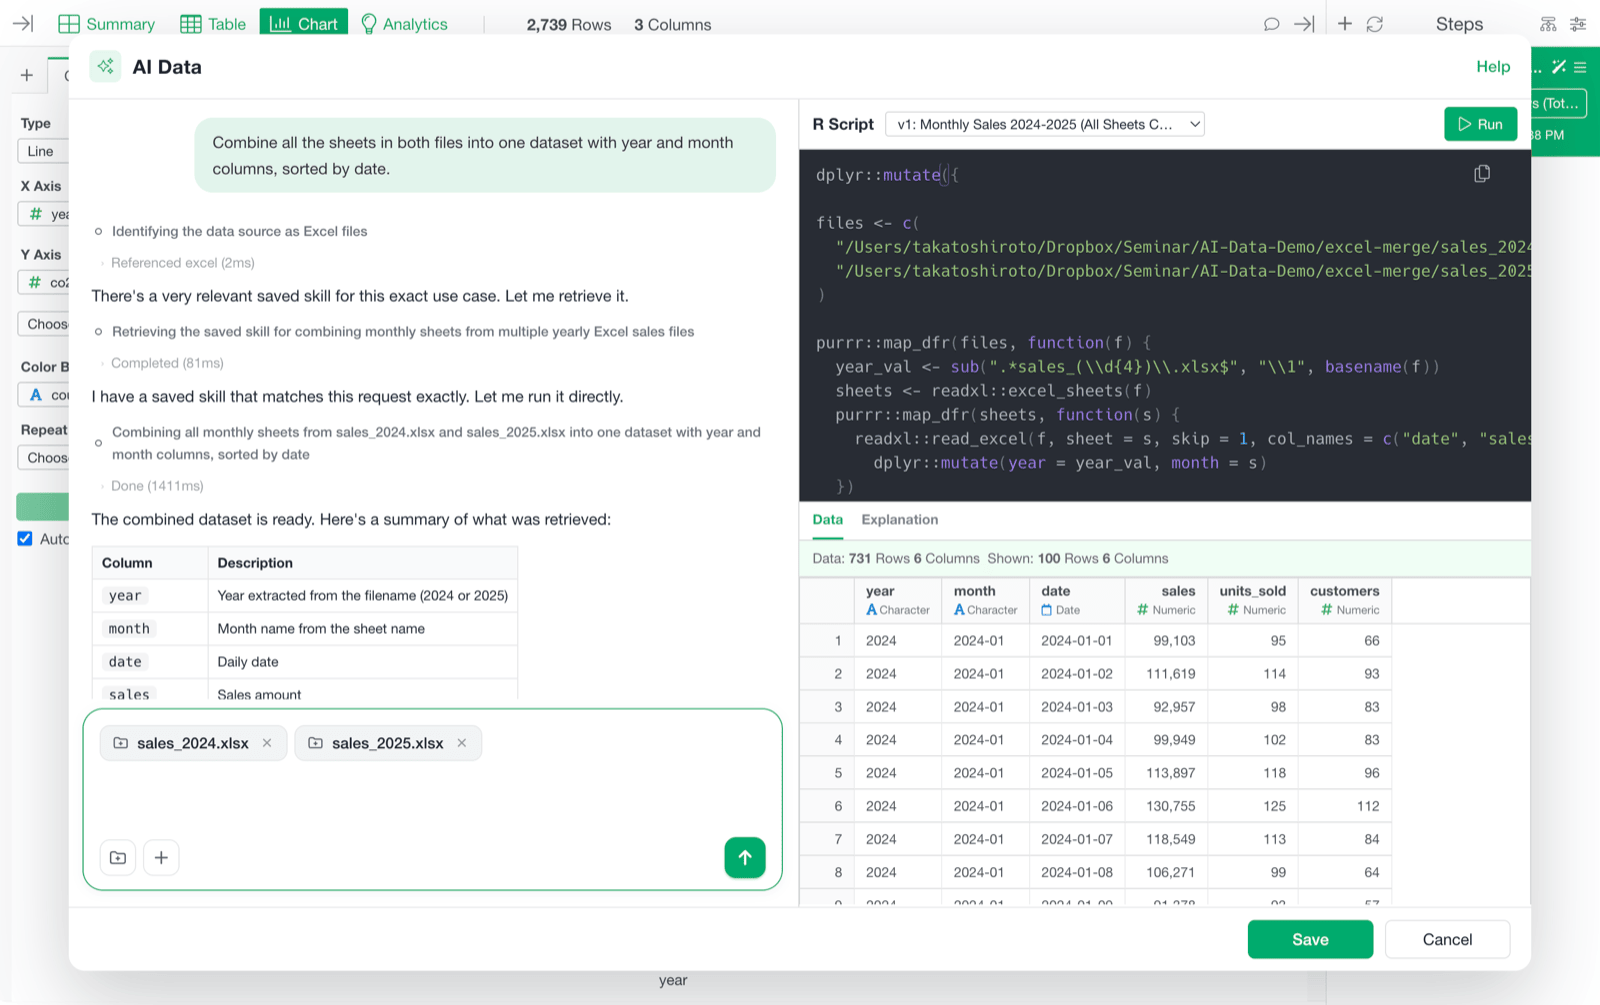 Summary
Table
Chart
Analytics
2,739 Rows
3 Columns
Steps
AI Data
Help
Type
Line
X Axis
# yea
Y Axis
# co2
Choos
Color B
A cou
Repeat
Choos
Auto
s (Tot...
38 PM
Combine all the sheets in both files into one dataset with year and month
columns, sorted by date.
Identifying the data source as Excel files
Referenced excel (2ms)
There's a very relevant saved skill for this exact use case. Let me retrieve it.
Retrieving the saved skill for combining monthly sheets from multiple yearly Excel sales files
Completed (81ms)
I have a saved skill that matches this request exactly. Let me run it directly.
Combining all monthly sheets from sales_2024.xlsx and sales_2025.xlsx into one dataset with year and
month columns, sorted by date
Done (1411ms)
The combined dataset is ready. Here's a summary of what was retrieved:
Column Description
year Year extracted from the filename (2024 or 2025)
month Month name from the sheet name
date Daily date
sales Sales amount
sales_2024.xlsx
sales_2025.xlsx
R Script
v1: Monthly Sales 2024-2025 (All Sheets C...
Run
dplyr::mutate({
files <- c(
"/Users/takatoshiroto/Dropbox/Seminar/AI-Data-Demo/excel-merge/sales_2024
"/Users/takatoshiroto/Dropbox/Seminar/AI-Data-Demo/excel-merge/sales_2025
)
purrr::map_dfr(files, function(f) {
year_val <- sub(".*sales_(\\d{4})\\.xlsx$", "\\1", basename(f))
sheets <- readxl::excel_sheets(f)
purrr::map_dfr(sheets, function(s) {
readxl::read_excel(f, sheet = s, skip = 1, col_names = c("date", "sales
dplyr::mutate(year = year_val, month = s)
})
Data
Explanation
Data: 731 Rows 6 Columns Shown: 100 Rows 6 Columns
year month date sales units_sold customers
A Character A Character Date # Numeric # Numeric # Numeric
1 2024 2024-01 2024-01-01 99,103 95 66
2 2024 2024-01 2024-01-02 111,619 114 93
3 2024 2024-01 2024-01-03 92,957 98 83
4 2024 2024-01 2024-01-04 99,949 102 83
5 2024 2024-01 2024-01-05 113,897 118 96
6 2024 2024-01 2024-01-06 130,755 125 112
7 2024 2024-01 2024-01-07 118,549 113 84
8 2024 2024-01 2024-01-08 106,271 99 64
Save
Cancel
year